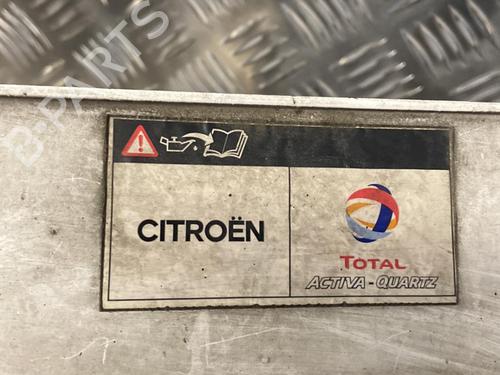 B-PARTS
CITROËN
TOTAL
ACTIVA-QUARTZ